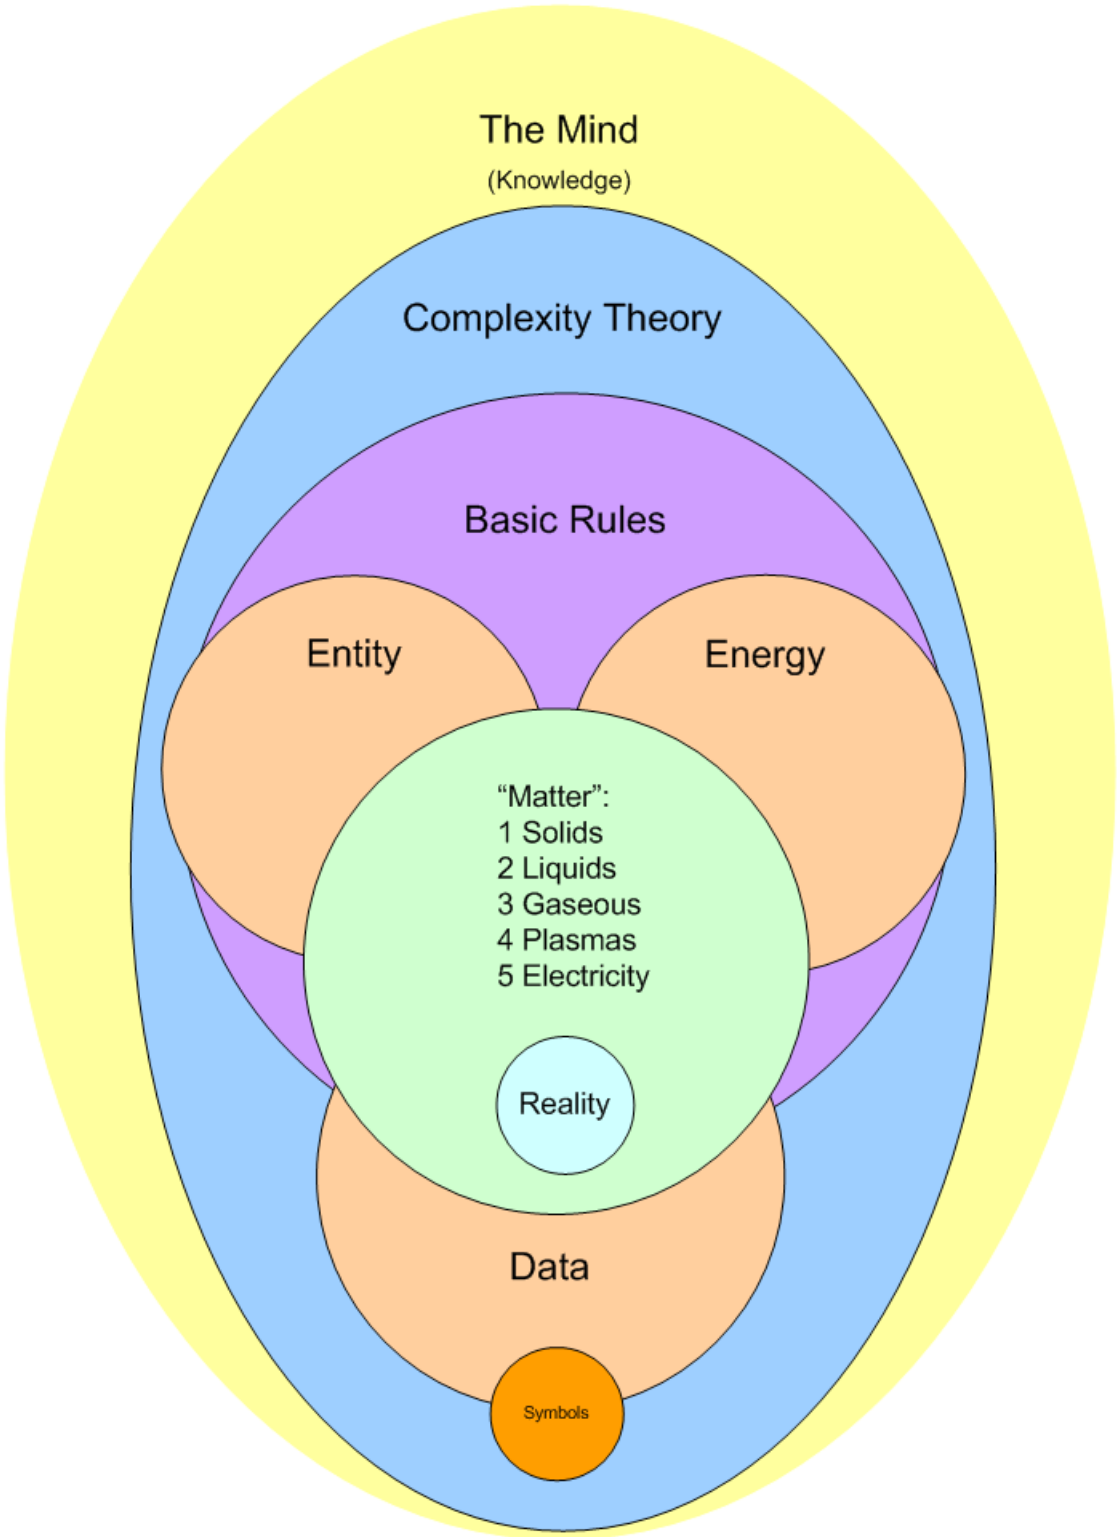 The Mind
(Knowledge)
Complexity Theory
Basic Rules
Entity
Energy
“Matter”:
1 Solids
2 Liquids
3 Gaseous
4 Plasmas
5 Electricity
Reality
Data
Symbols